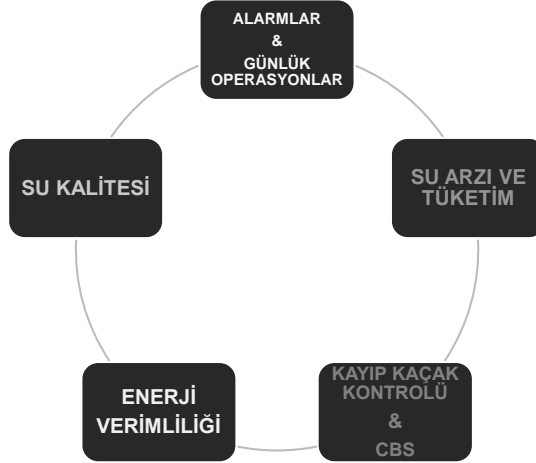 ALARMLAR
&
GÜNLÜK
OPERASYONLAR
SU ARZI VE
TÜKETİM
KAYIP KAÇAK
KONTROLÜ
&
CBS
ENERJİ
VERİMLİLİĞİ
SU KALİTESİ